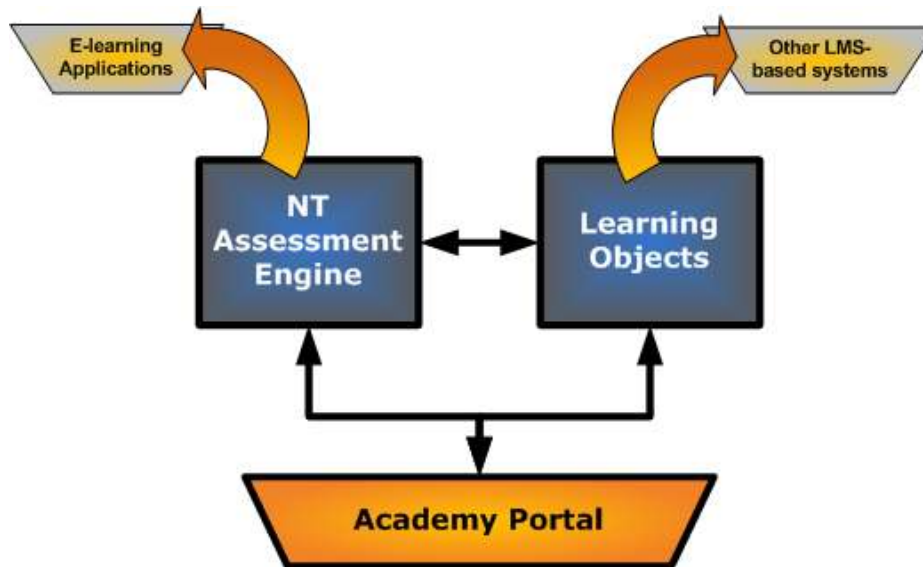 E-learning
Applications
Other LMS-
based systems
NT
Assessment
Engine
Learning
Objects
Academy Portal